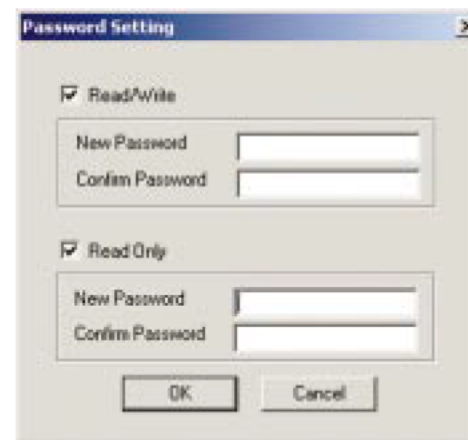 Password Setting
Read/Write
New Password
Confirm Password
Read Only
New Password
Confirm Password
OK
Cancel